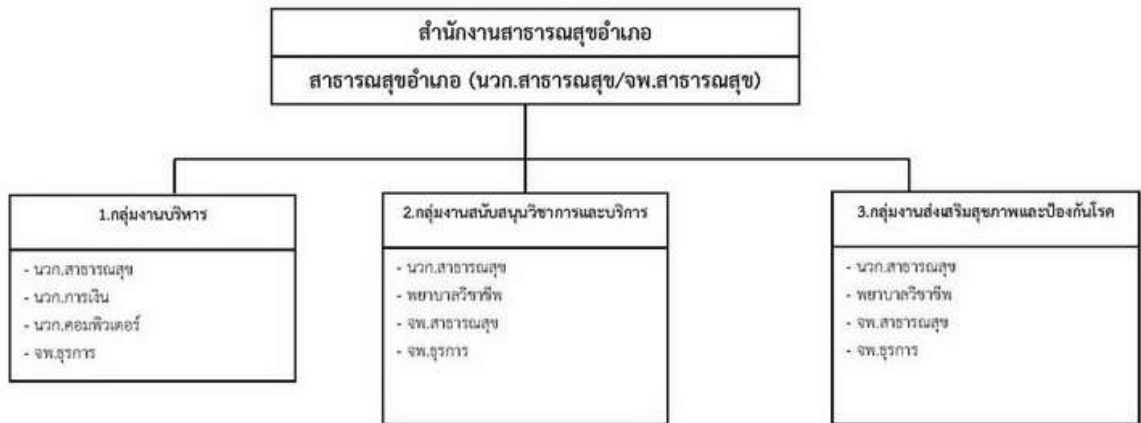 สำนักงานสาธารณสุขอำเภอ
สาธารณสุขอำเภอ (นวก.สาธารณสุข/จพ.สาธารณสุข)
1.กลุ่มงานบริหาร
- นวก.สาธารณสุข
- นวก.การเงิน
- นวก.คอมพิวเตอร์
- จพ.ธุรการ
2.กลุ่มงานสนับสนุนวิชาการและบริการ
- นวก.สาธารณสุข
- พยาบาลวิชาชีพ
- จพ.สาธารณสุข
- จพ.ธุรการ
3.กลุ่มงานส่งเสริมสุขภาพและป้องกันโรค
- นวก.สาธารณสุข
- พยาบาลวิชาชีพ
- จพ.สาธารณสุข
- จพ.ธุรการ